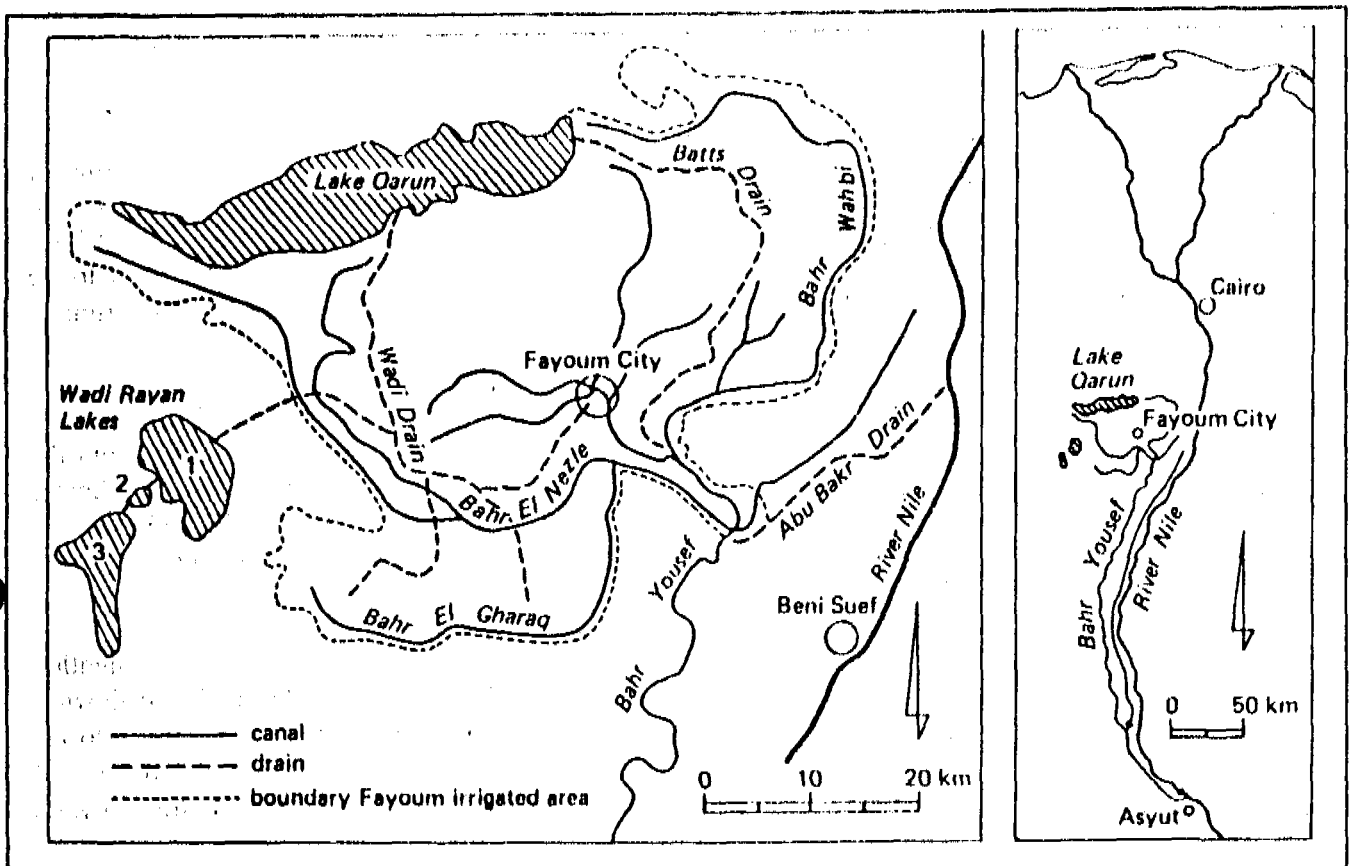 Lake Qarun
Batts
Drain
Bahr Wahbi
Wadi Drain
Fayoum City
Wadi Rayan
Lakes
1
2
3
Bahr El Nezle
Abu Bakr Drain
River Nile
Bahr El Gharaq
Bahr Yousef
Beni Suef
canal
drain
boundary Fayoum irrigated area
0 10 20 km
Cairo
Lake
Qarun
Fayoum City
Bahr Yousef
River Nile
0 50 km
Asyut